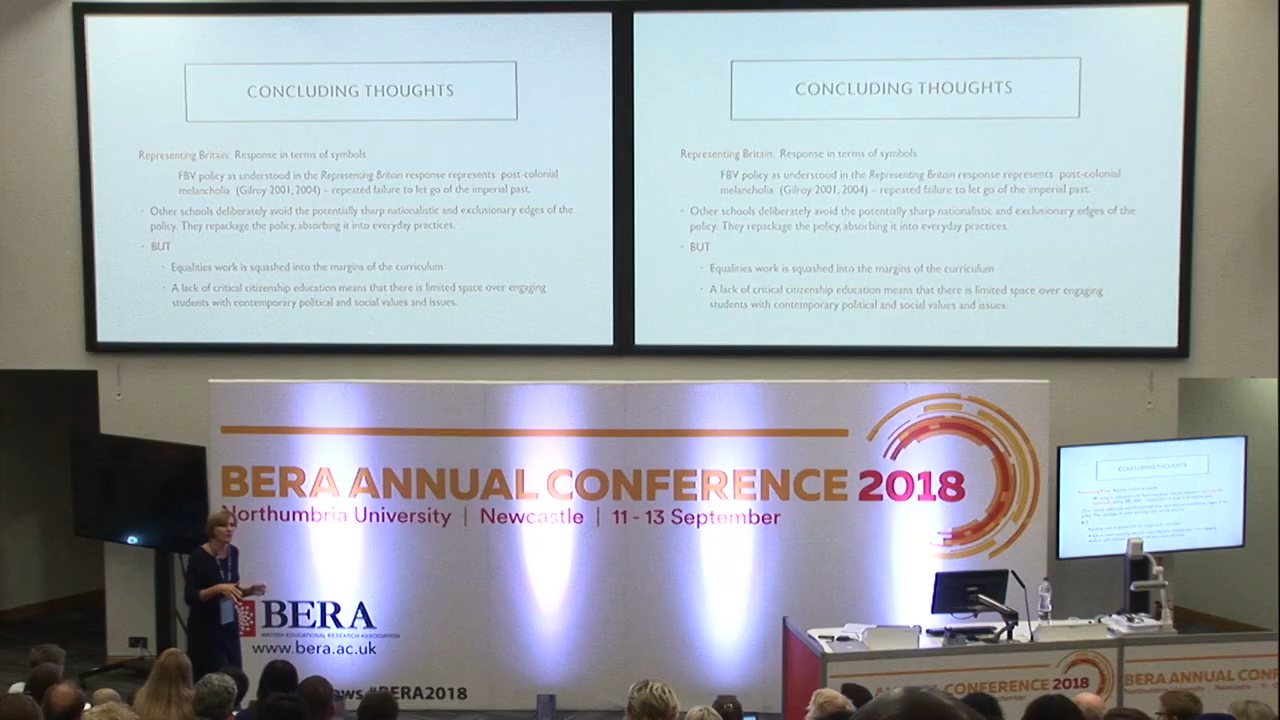 CONCLUDING THOUGHTS
Representing Britain: Response in terms of symbols
FBV policy as understood in the Representing Britain response represents post-colonial
melancholia (Gilroy 2001, 2004) – repeated failure to let go of the imperial past.
• Other schools deliberately avoid the potentially sharp nationalistic and exclusionary edges of the
policy. They repackage the policy, absorbing it into everyday practices.
• BUT
• Equalities work is squashed into the margins of the curriculum
• A lack of critical citizenship education means that there is limited space over engaging
students with contemporary political and social values and issues.
CONCLUDING THOUGHTS
Representing Britain: Response in terms of symbols
FBV policy as understood in the Representing Britain response represents post-colonial
melancholia (Gilroy 2001, 2004) – repeated failure to let go of the imperial past.
• Other schools deliberately avoid the potentially sharp nationalistic and exclusionary edges of the
policy. They repackage the policy, absorbing it into everyday practices.
• BUT
• Equalities work is squashed into the margins of the curriculum
• A lack of critical citizenship education means that there is limited space over engaging
students with contemporary political and social values and issues.
BERA ANNUAL CONFERENCE 2018
Northumbria University | Newcastle | 11 - 13 September
BERA
BRITISH EDUCATIONAL RESEARCH ASSOCIATION
www.bera.ac.uk
#BERA2018
CONCLUDING THOUGHTS
CONFERENCE 2018
Northumbria University | Newcastle